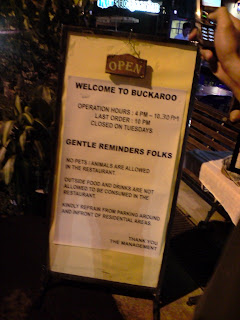 OPEN
WELCOME TO BUCKAROO
OPERATION HOURS : 4 PM – 10.30 PM
LAST ORDER : 10 PM
CLOSED ON TUESDAYS
GENTLE REMINDERS FOLKS
NO PETS / ANIMALS ARE ALLOWED
IN THE RESTAURANT.
OUTSIDE FOOD AND DRINKS ARE NOT
ALLOWED TO BE CONSUMED IN THE
RESTAURANT.
KINDLY REFRAIN FROM PARKING AROUND
AND INFRONT OF RESIDENTIAL AREAS
THANK YOU
THE MANAGEMENT